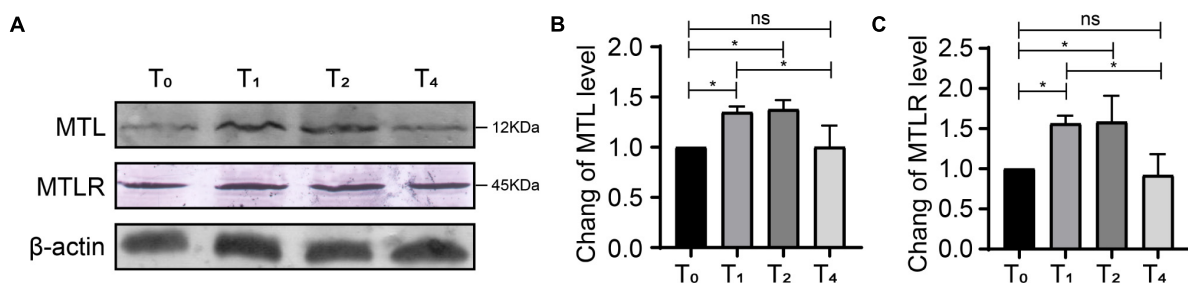 A
T₀ T₁ T₂ T₄
MTL 12KDa
MTLR 45KDa
β-actin
B
Chang of MTL level
2.0
1.5
1.0
0.5
0.0
ns
*
*
*
T₀ T₁ T₂ T₄
C
Chang of MTLR level
2.5
2.0
1.5
1.0
0.5
0.0
ns
*
*
*
T₀ T₁ T₂ T₄